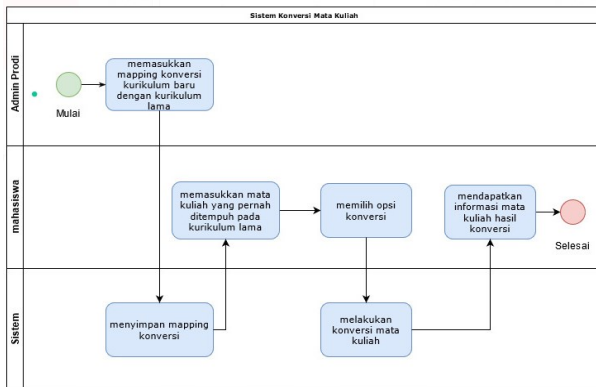 Sistem Konversi Mata Kuliah
Admin Prodi
Mulai
memasukkan
mapping konversi
kurikulum baru
dengan kurikulum
lama
mahasiswa
memasukkan mata
kuliah yang pernah
ditempuh pada
kurikulum lama
memilih opsi
konversi
mendapatkan
informasi mata
kuliah hasil
konversi
Selesai
Sistem
menyimpan mapping
konversi
melakukan
konversi mata
kuliah